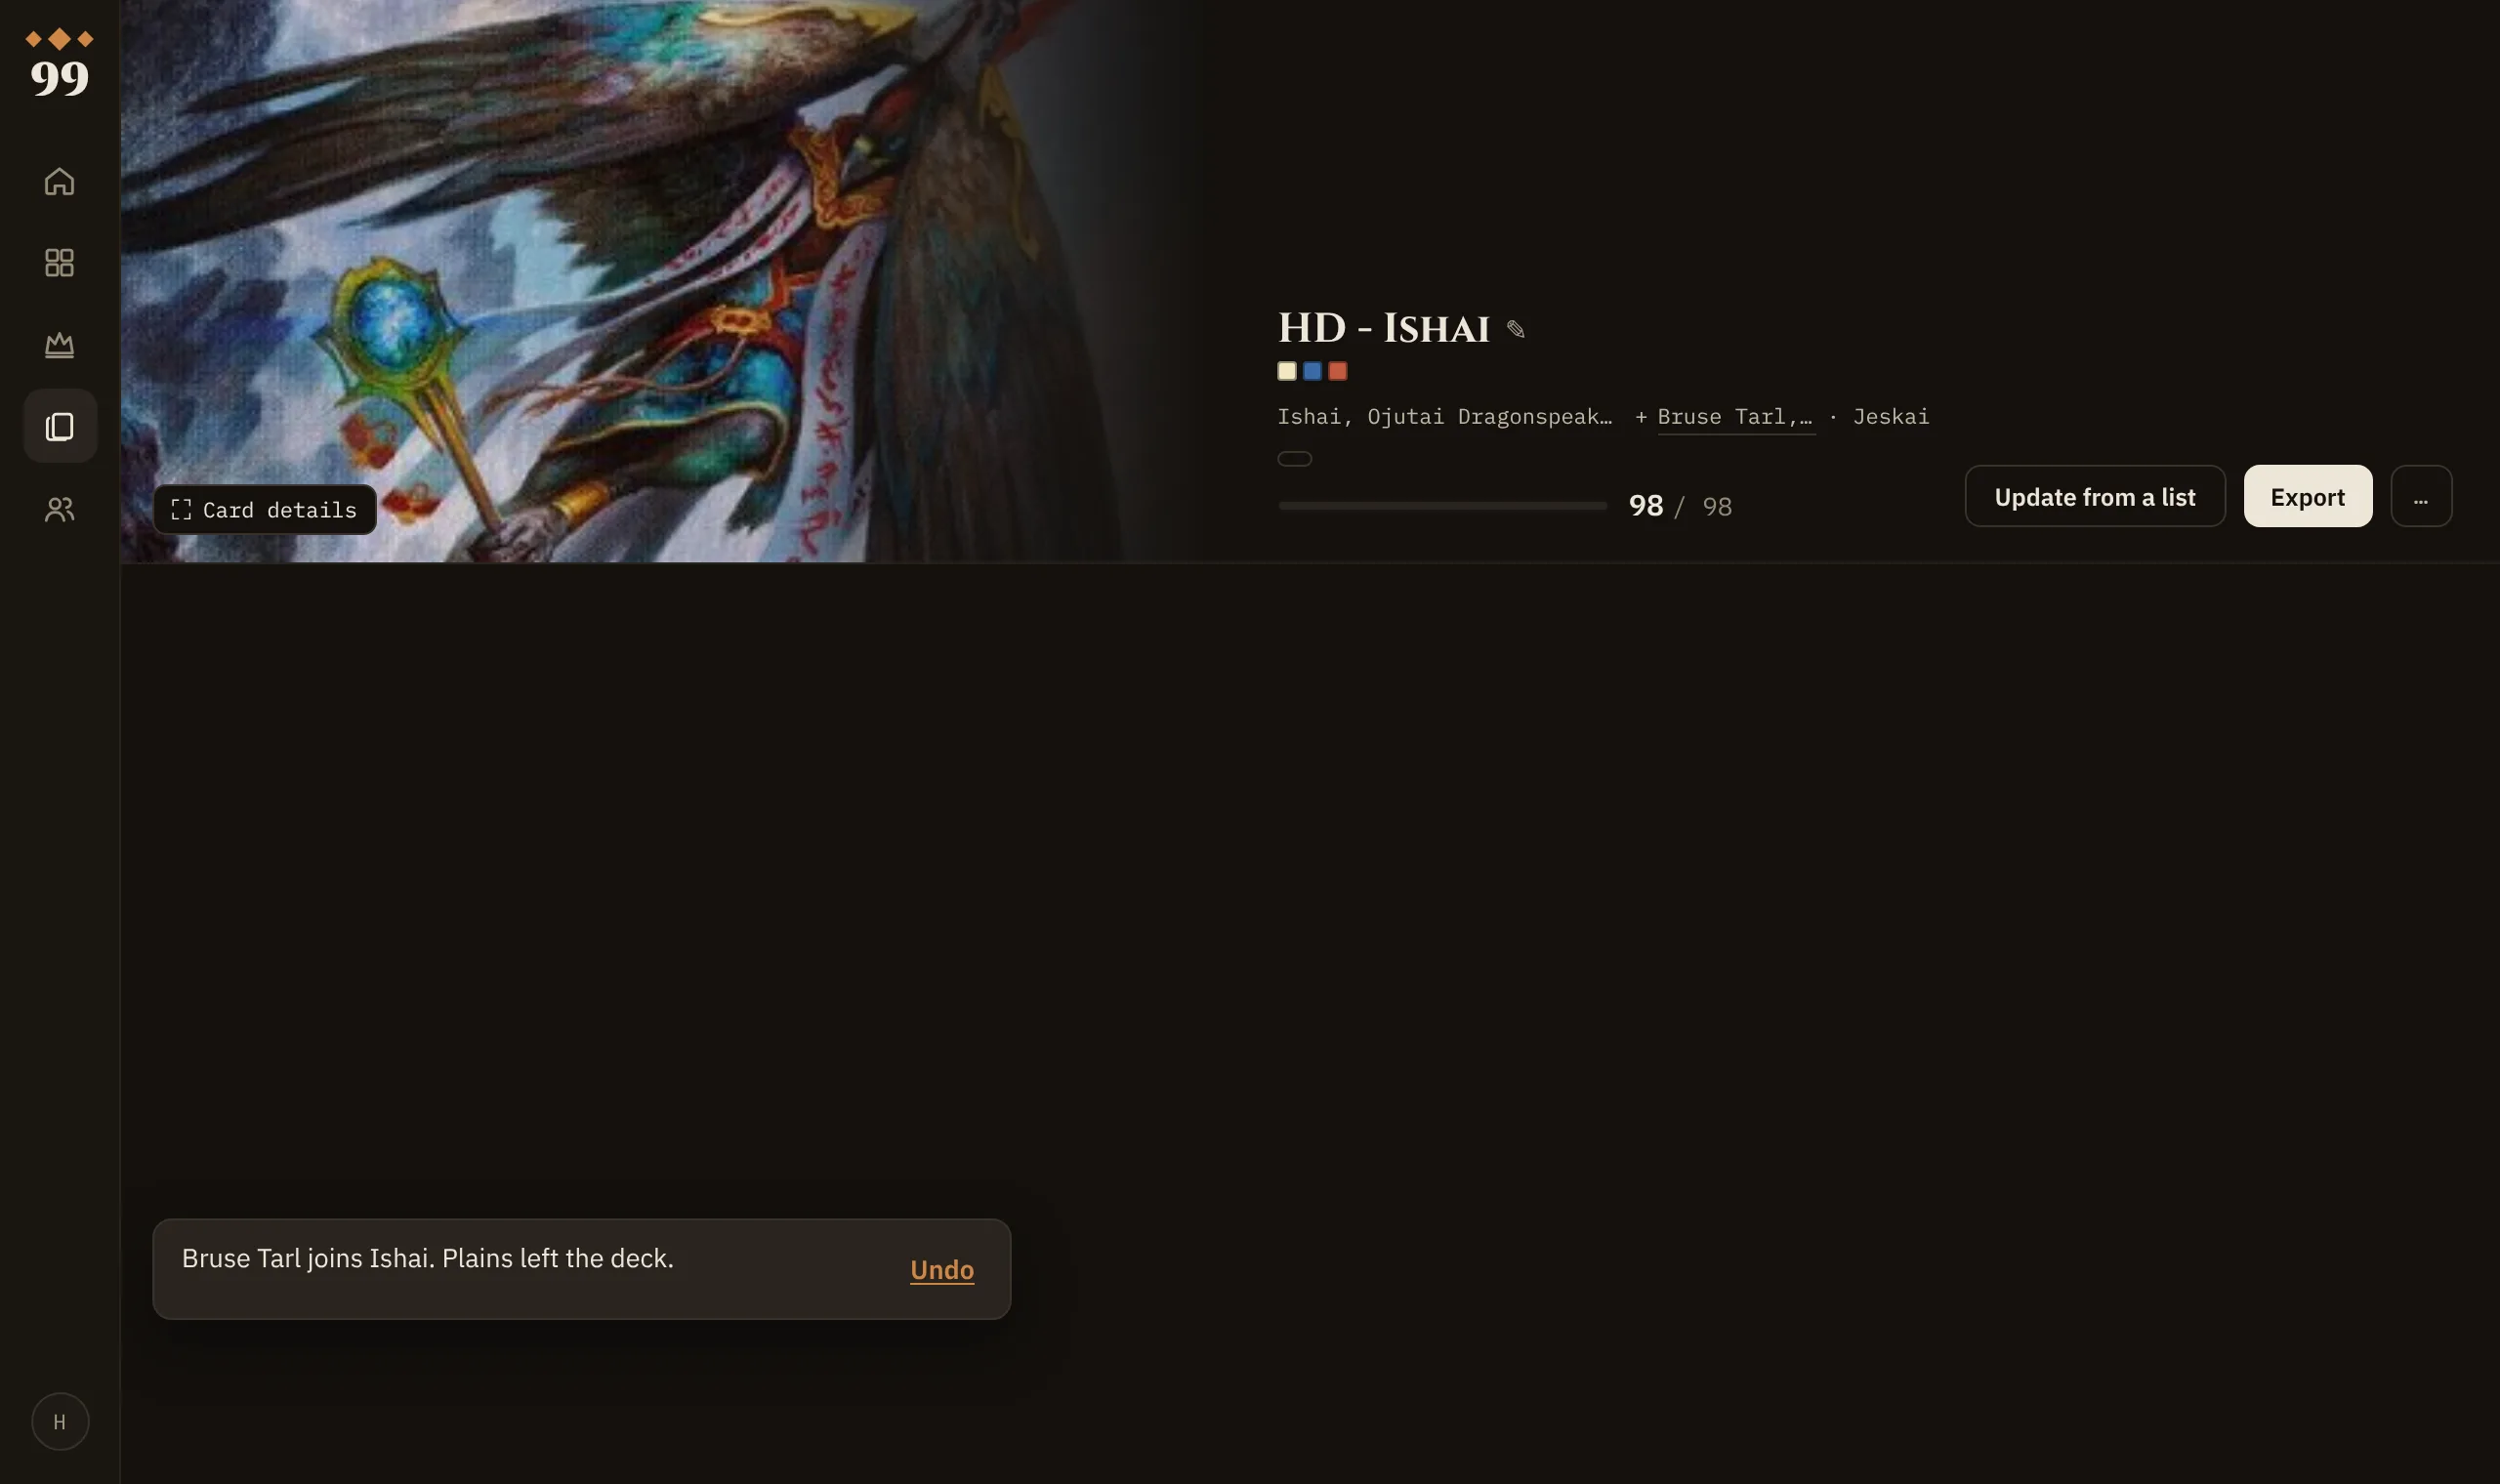 99
HD - Ishai
Ishai, Ojutai Dragonspeak… + Bruse Tarl,… · Jeskai
98 / 98
Update from a list
Export
…
Card details
Bruse Tarl joins Ishai. Plains left the deck.
Undo
H